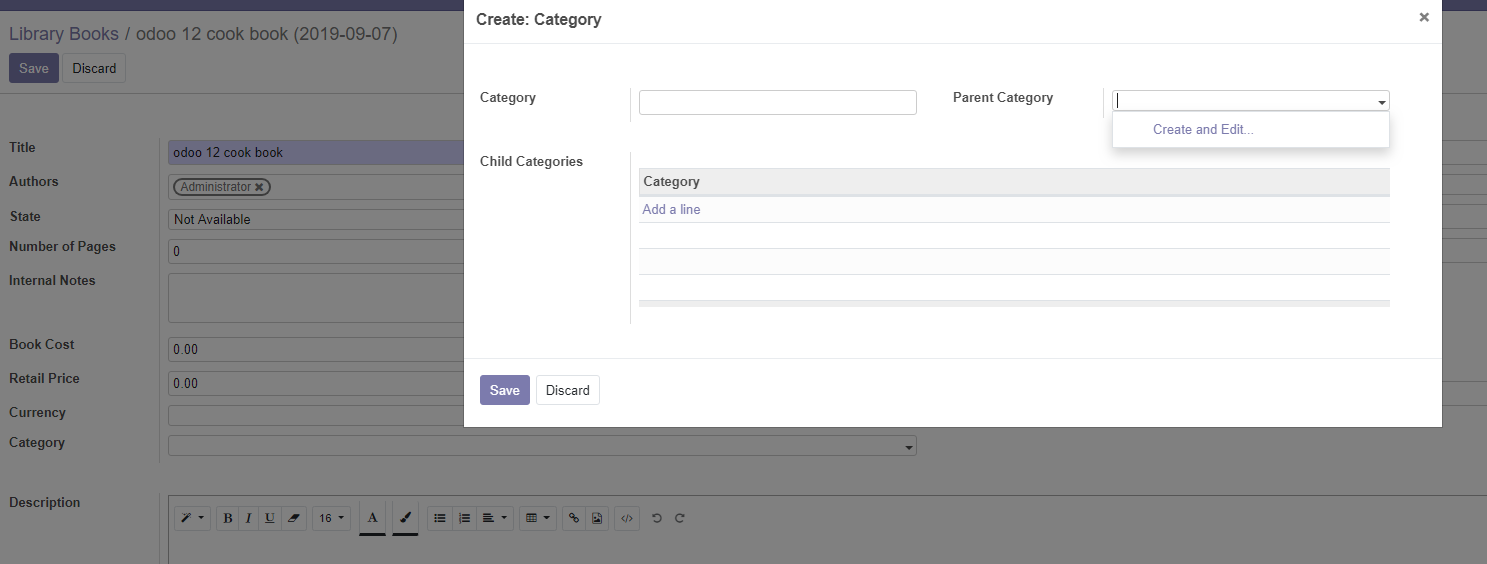 Create: Category ×
Library Books / odoo 12 cook book (2019-09-07)
Save Discard
Category
Parent Category
Create and Edit...
Child Categories
Category
Add a line
Save Discard
Title odoo 12 cook book
Authors Administrator ×
State Not Available
Number of Pages 0
Internal Notes
Book Cost 0.00
Retail Price 0.00
Currency
Category
Description
B I U 16 A